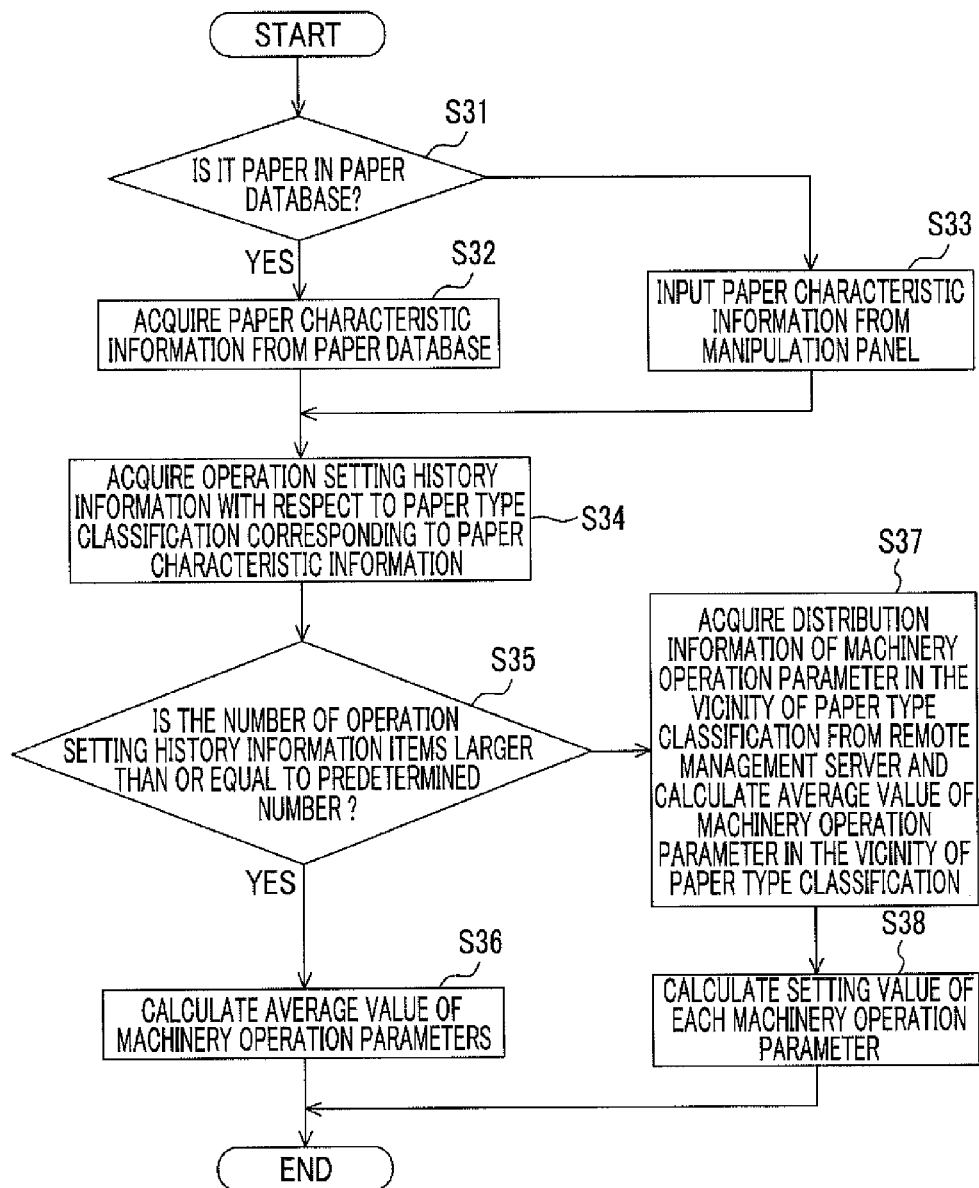 START
S31
IS IT PAPER IN PAPER
DATABASE?
YES
S32
ACQUIRE PAPER CHARACTERISTIC
INFORMATION FROM PAPER DATABASE
S33
INPUT PAPER CHARACTERISTIC
INFORMATION FROM
MANIPULATION PANEL
ACQUIRE OPERATION SETTING HISTORY
INFORMATION WITH RESPECT TO PAPER TYPE
CLASSIFICATION CORRESPONDING TO PAPER
CHARACTERISTIC INFORMATION
S34
S35
IS THE NUMBER OF OPERATION
SETTING HISTORY INFORMATION ITEMS LARGER
THAN OR EQUAL TO PREDETERMINED
NUMBER ?
YES
S37
ACQUIRE DISTRIBUTION
INFORMATION OF MACHINERY
OPERATION PARAMETER IN THE
VICINITY OF PAPER TYPE
CLASSIFICATION FROM REMOTE
MANAGEMENT SERVER AND
CALCULATE AVERAGE VALUE OF
MACHINERY OPERATION
PARAMETER IN THE VICINITY OF
PAPER TYPE CLASSIFICATION
S36
CALCULATE AVERAGE VALUE OF
MACHINERY OPERATION PARAMETERS
S38
CALCULATE SETTING VALUE OF
EACH MACHINERY OPERATION
PARAMETER
END